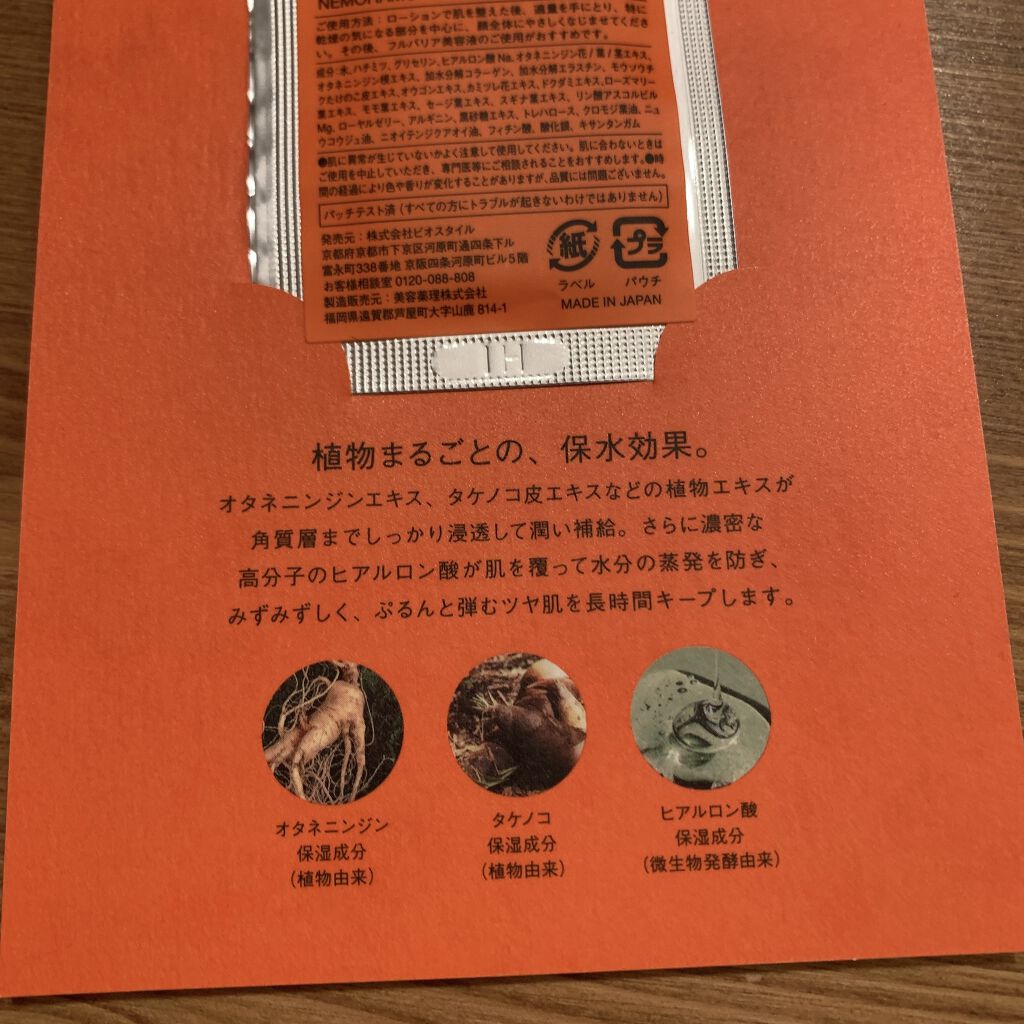 ご使用方法：ローションで肌を整えた後、適量を手にとり、特に
乾燥の気になる部分を中心に、顔全体にやさしくなじませてくださ
い。その後、フルバリア美容液のご使用がおすすめです。
成分：水、ハチミツ、グリセリン、ヒアルロン酸Na、オタネニンジン花/葉/茎エキス、
オタネニンジン根エキス、加水分解コラーゲン、加水分解エラスチン、モウソウチ
クたけのこ皮エキス、オウゴンエキス、カミツレ花エキス、ドクダミエキス、ローズマリー
葉エキス、モモ葉エキス、セージ葉エキス、スギナ葉エキス、リン酸アスコルビル
Mg、ローヤルゼリー、アルギニン、黒砂糖エキス、トレハロース、クロモジ葉油、ニュ
ウコウジュ油、ニオイテンジクアオイ油、フィチン酸、酸化銀、キサンタンガム
●肌に異常が生じていないかよく注意して使用してください。肌に合わないときは
ご使用を中止していただき、専門医等にご相談されることをおすすめします。●時
間の経過により色や香りが変化することがありますが、品質には問題ございません。
パッチテスト済（すべての方にトラブルが起きないわけではありません）
発売元：株式会社ビオスタイル
京都府京都市下京区河原町通四条下ル
富永町338番地 京阪四条河原町ビル5階
お客様相談室 0120-088-808
製造販売元：美容薬理株式会社
福岡県遠賀郡芦屋町大字山鹿 814-1
紙 プラ
ラベル パウチ
MADE IN JAPAN
H1
植物まるごとの、保水効果。
オタネニンジンエキス、タケノコ皮エキスなどの植物エキスが
角質層までしっかり浸透して潤い補給。さらに濃密な
高分子のヒアルロン酸が肌を覆って水分の蒸発を防ぎ、
みずみずしく、ぷるんと弾むツヤ肌を長時間キープします。
オタネニンジン
保湿成分
（植物由来）
タケノコ
保湿成分
（植物由来）
ヒアルロン酸
保湿成分
（微生物発酵由来）